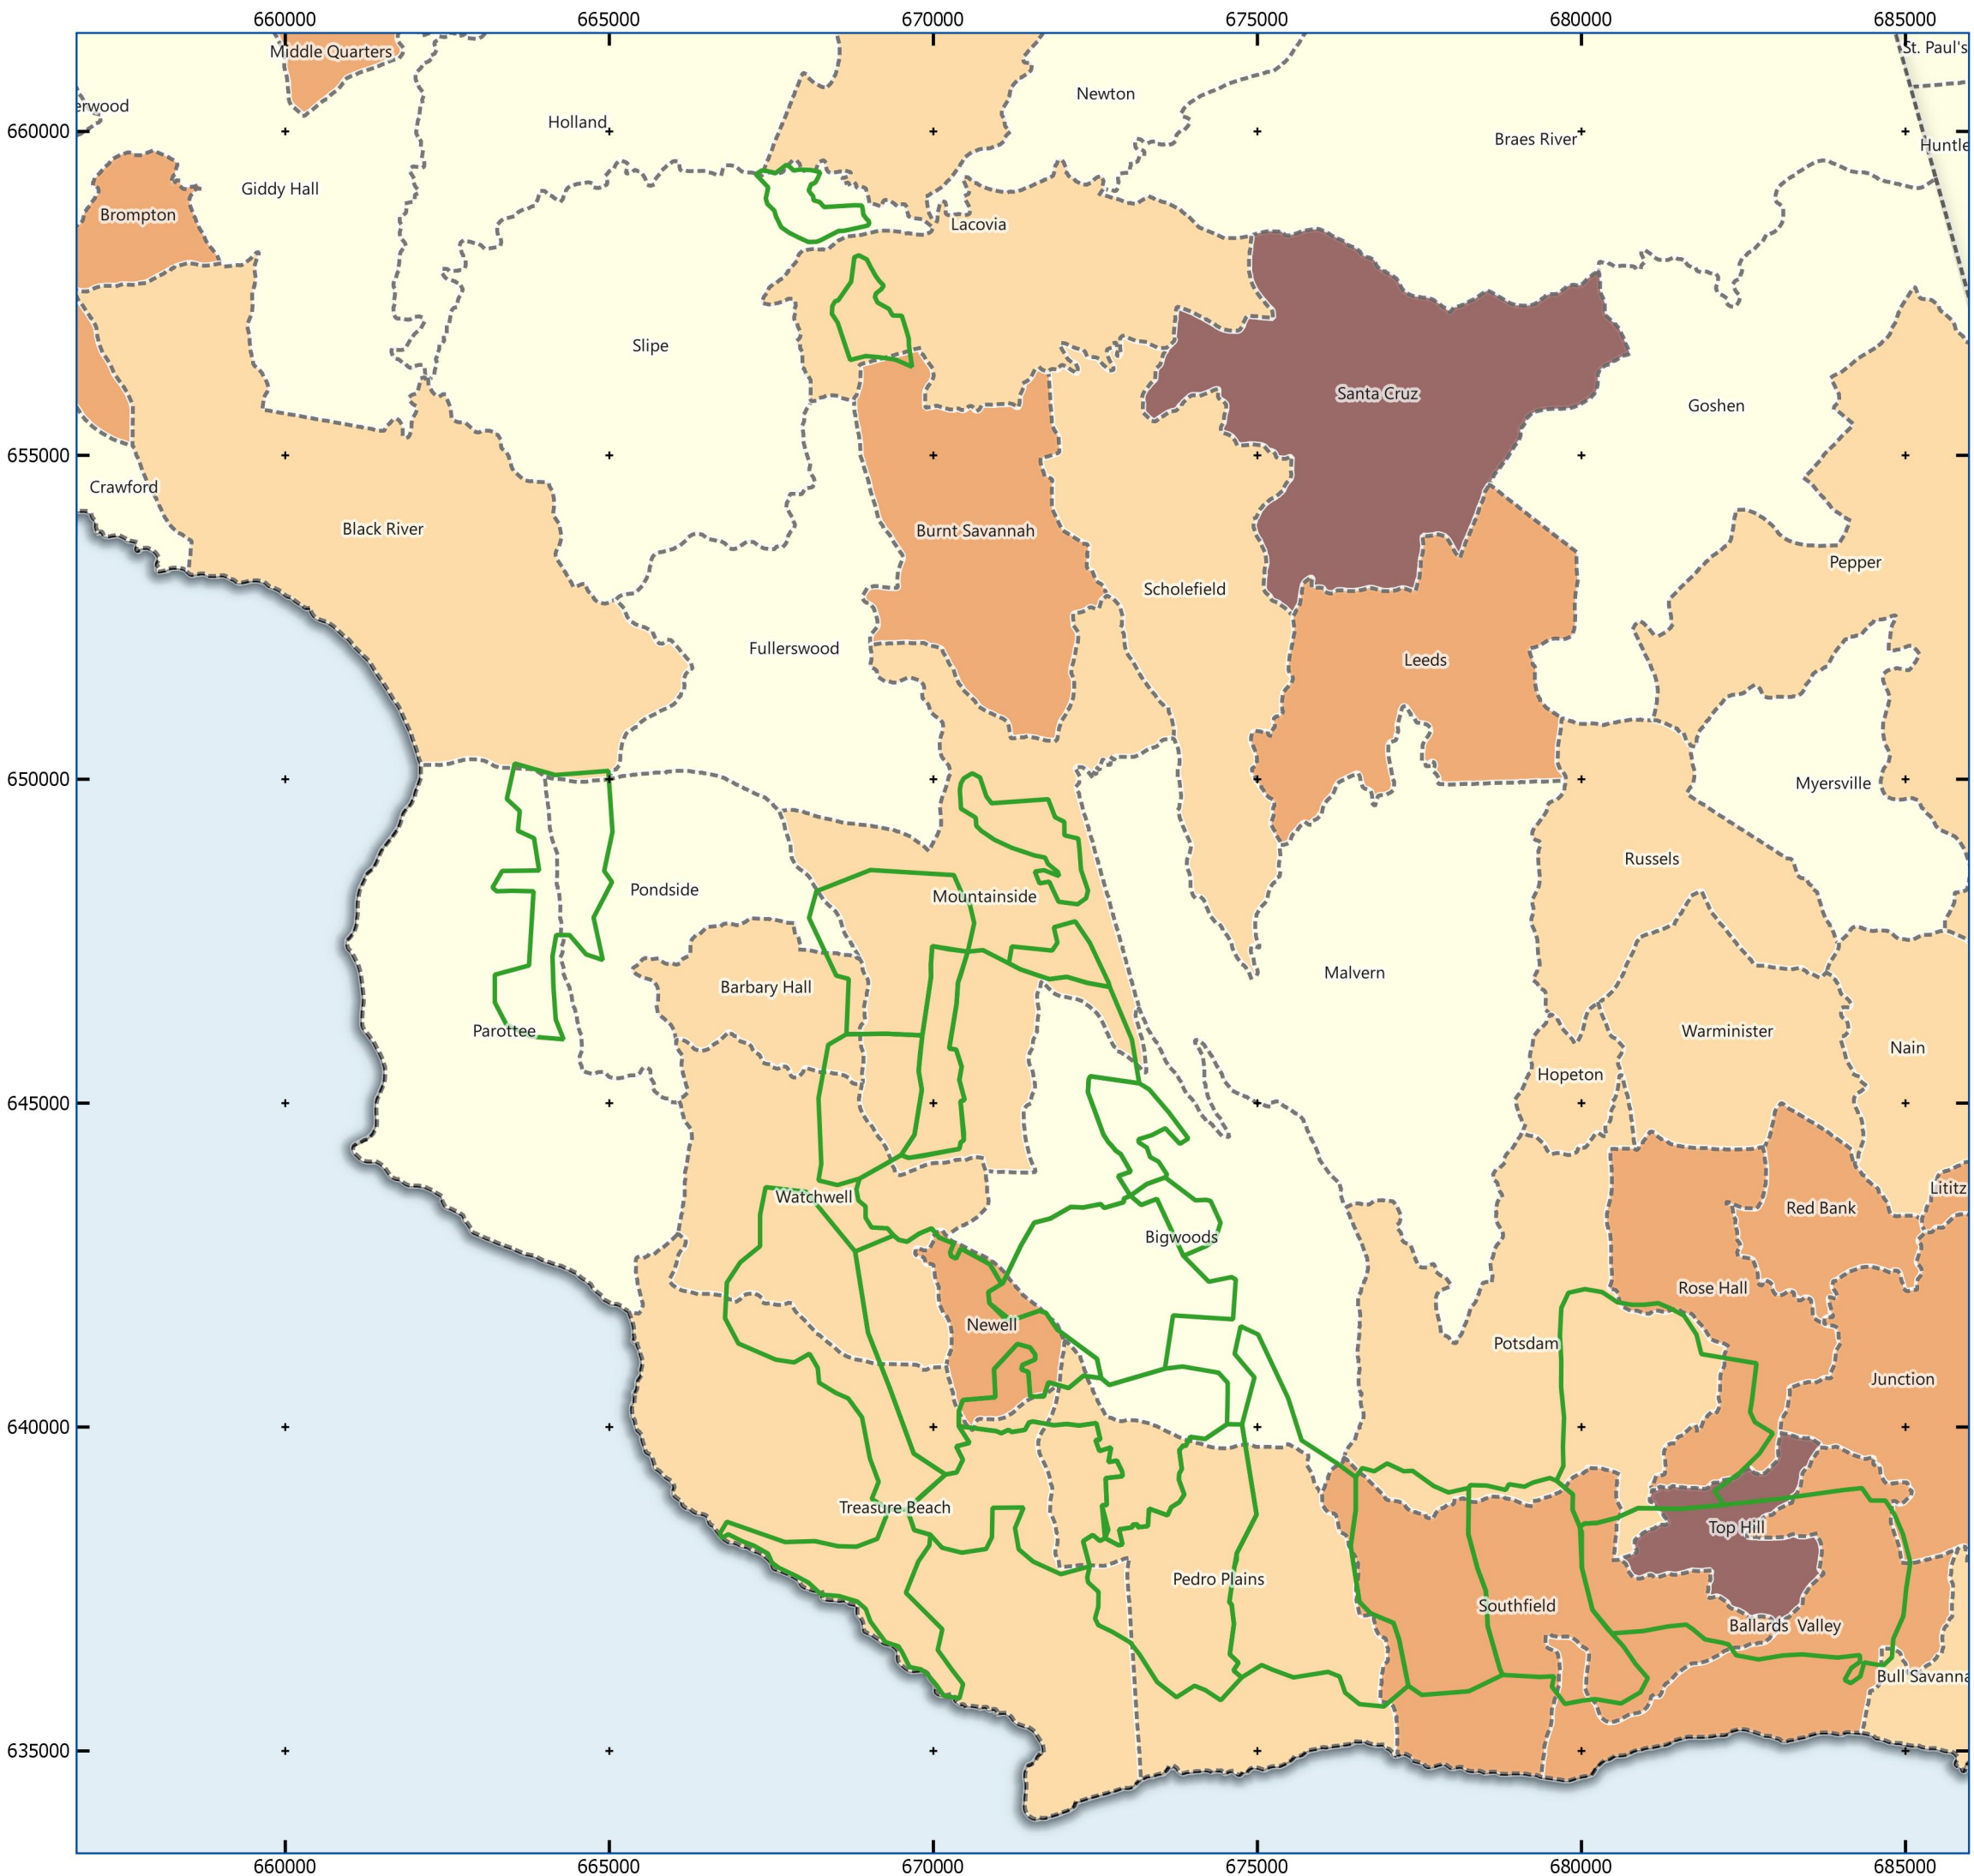 660000 665000 670000 675000 680000 685000
Middle Quarters
St. Paul's
Newton
erwood
Holland
660000
Braes River
Huntle
Giddy Hall
Brompton
Lacovia
Slipe
Santa Cruz
Goshen
655000
Crawford
Black River
Burnt Savannah
Pepper
Scholefield
Fullerswood
Leeds
650000
Myersville
Russels
Pondside
Mountainside
Malvern
Barbary Hall
Parottee
Warminister
Nain
Hopeton
645000
Lititz
Watchwell
Red Bank
Bigwoods
Rose Hall
Newell
Potsdam
Junction
640000
Treasure Beach
Top Hill
Pedro Plains
Southfield
Ballards Valley
Bull Savanna
635000
660000 665000 670000 675000 680000 685000